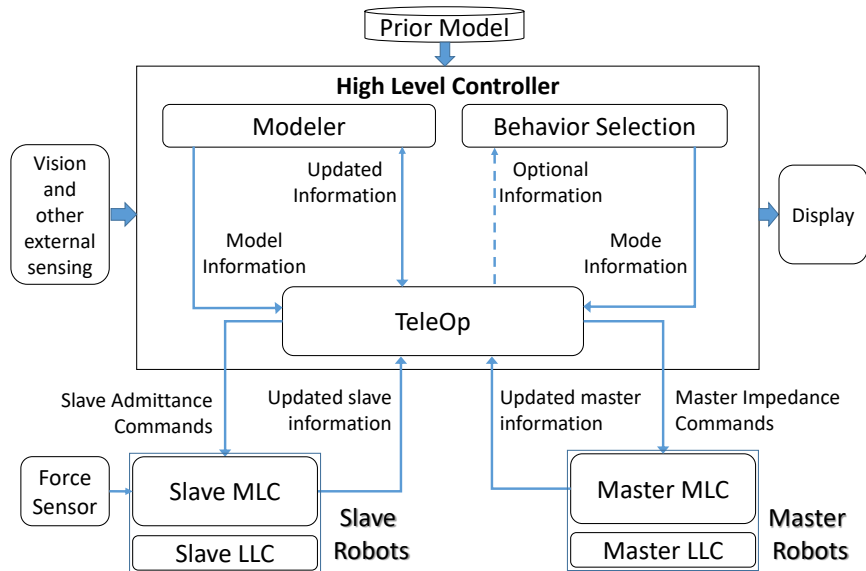 Prior Model
High Level Controller
Modeler
Behavior Selection
Vision
and
other
external
sensing
Updated
Information
Optional
Information
Display
Model
Information
Mode
Information
TeleOp
Slave Admittance
Commands
Updated slave
information
Updated master
information
Master Impedance
Commands
Force
Sensor
Slave MLC
Slave LLC
Slave
Robots
Master MLC
Master LLC
Master
Robots